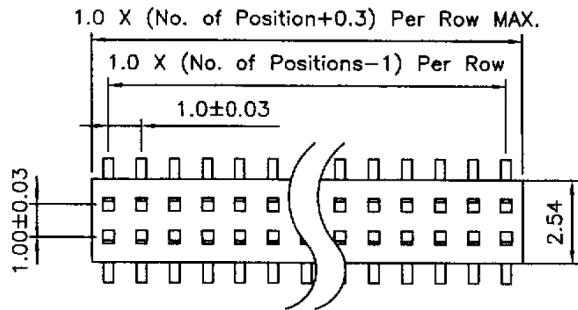 1.0 X (No. of Position+0.3) Per Row MAX.
1.0 X (No. of Positions-1) Per Row
1.0±0.03
1.00±0.03
2.54